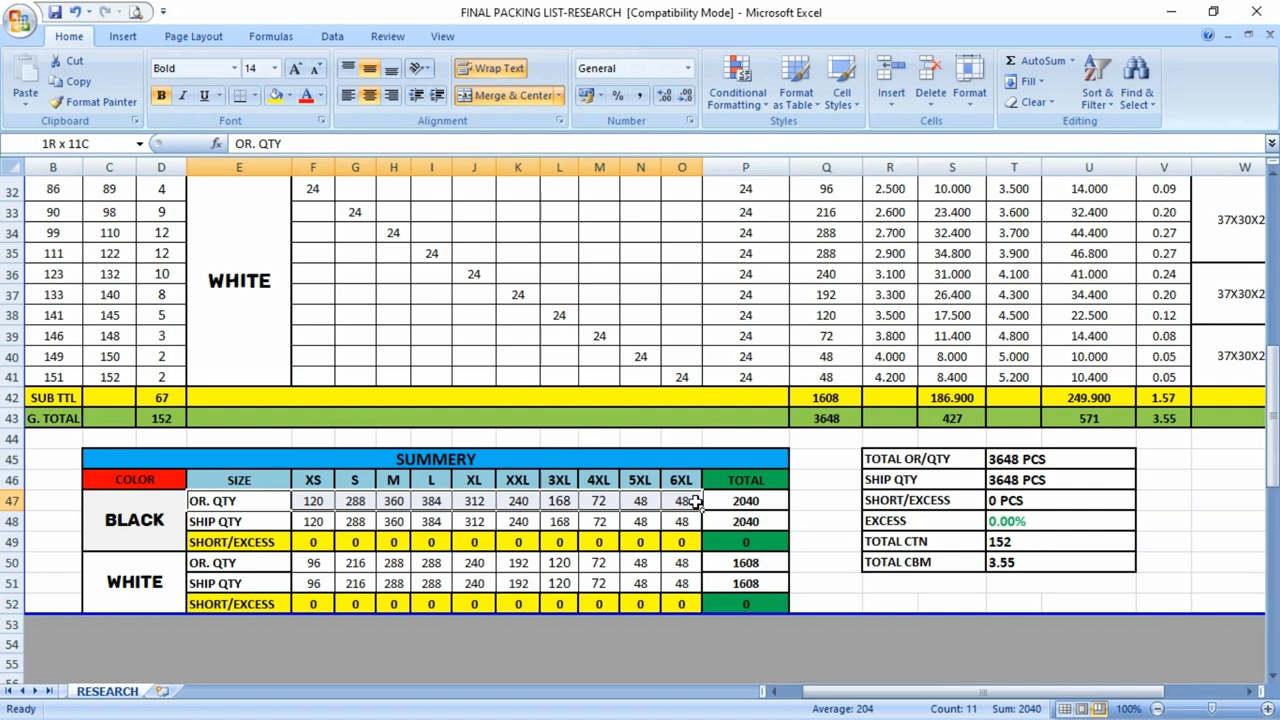 FINAL PACKING LIST-RESEARCH [Compatibility Mode] - Microsoft Excel
Home Insert Page Layout Formulas Data Review View
Paste Cut Copy Format Painter
Bold 14 A A
B I U A
Wrap Text
Merge & Center
General
% , .0 .00 .00 .0
Conditional Formatting Format as Table Cell Styles
Insert Delete Format
Σ AutoSum Fill Clear
Sort & Filter Find & Select
Clipboard Font Alignment Number Styles Cells Editing
1R x 11C fx OR. QTY
B C D E F G H I J K L M N O P Q R S T U V W
32 86 89 4 24 24 96 2.500 10.000 3.500 14.000 0.09
33 90 98 9 24 24 216 2.600 23.400 3.600 32.400 0.20 37X30X2
34 99 110 12 24 24 288 2.700 32.400 3.700 44.400 0.27
35 111 122 12 24 24 288 2.900 34.800 3.900 46.800 0.27
36 123 132 10 WHITE 24 24 240 3.100 31.000 4.100 41.000 0.24
37 133 140 8 24 24 192 3.300 26.400 4.300 34.400 0.20 37X30X2
38 141 145 5 24 24 120 3.500 17.500 4.500 22.500 0.12
39 146 148 3 24 24 72 3.800 11.400 4.800 14.400 0.08
40 149 150 2 24 24 48 4.000 8.000 5.000 10.000 0.05 37X30X2
41 151 152 2 24 24 48 4.200 8.400 5.200 10.400 0.05
42 SUB TTL 67 1608 186.900 249.900 1.57
43 G. TOTAL 152 3648 427 571 3.55
44
45 SUMMERY TOTAL OR/QTY 3648 PCS
46 COLOR SIZE XS S M L XL XXL 3XL 4XL 5XL 6XL TOTAL SHIP QTY 3648 PCS
47 OR. QTY 120 288 360 384 312 240 168 72 48 48 2040 SHORT/EXCESS 0 PCS
48 BLACK SHIP QTY 120 288 360 384 312 240 168 72 48 48 2040 EXCESS 0.00%
49 SHORT/EXCESS 0 0 0 0 0 0 0 0 0 0 0 TOTAL CTN 152
50 OR. QTY 96 216 288 288 240 192 120 72 48 48 1608 TOTAL CBM 3.55
51 WHITE SHIP QTY 96 216 288 288 240 192 120 72 48 48 1608
52 SHORT/EXCESS 0 0 0 0 0 0 0 0 0 0 0
53
54
55
RESEARCH
Ready Average: 204 Count: 11 Sum: 2040 100%